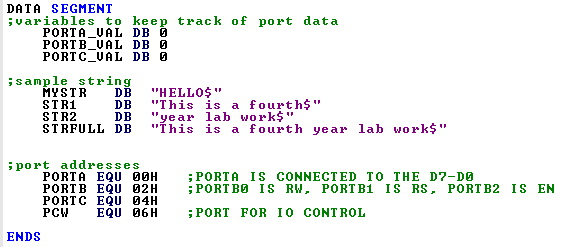 DATA SEGMENT
;variables to keep track of port data
PORTA_VAL DB 0
PORTB_VAL DB 0
PORTC_VAL DB 0
;sample string
MYSTR DB "HELLO$"
STR1 DB "This is a fourth$"
STR2 DB "year lab work$"
STRFULL DB "This is a fourth year lab work$"
;port addresses
PORTA EQU 00H ;PORTA IS CONNECTED TO THE D7-D0
PORTB EQU 02H ;PORTB0 IS RW, PORTB1 IS RS, PORTB2 IS EN
PORTC EQU 04H
PCW EQU 06H ;PORT FOR IO CONTROL
ENDS